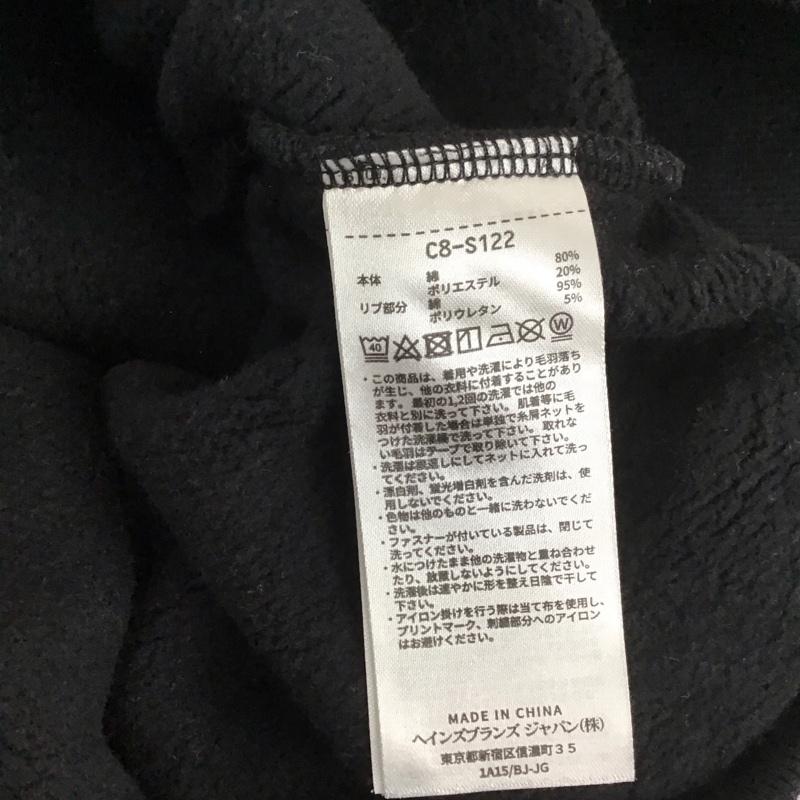 C8-S122
本体 綿 80%
ポリエステル 20%
リブ部分 綿 95%
ポリウレタン 5%
40 W
・この商品は、着用や洗濯により毛羽落ち
が生じ、他の衣料に付着することがあり
ます。最初の1,2回の洗濯では他の
衣料と別に洗って下さい。肌着等に毛
羽が付着した場合は単独で糸屑ネットを
つけた洗濯機で洗って下さい。取れな
い毛羽はテープで取り除いて下さい。
・洗濯は裏返しにしてネットに入れて洗っ
てください。
・漂白剤、蛍光増白剤を含んだ洗剤は、使
用しないでください。
・色物は他のものと一緒に洗わないでくだ
さい。
・ファスナーが付いている製品は、閉じて
洗ってください。
・水につけたまま他の洗濯物と重ね合わせ
たり、放置しないようにしてください。
・洗濯後は速やかに形を整え日陰で干して
下さい。
・アイロン掛けを行う際は当て布を使用し、
プリントマーク、刺繍部分へのアイロン
はお避けください。
MADE IN CHINA
ヘインズブランズ ジャパン(株)
東京都新宿区信濃町35
1A15/BJ-JG